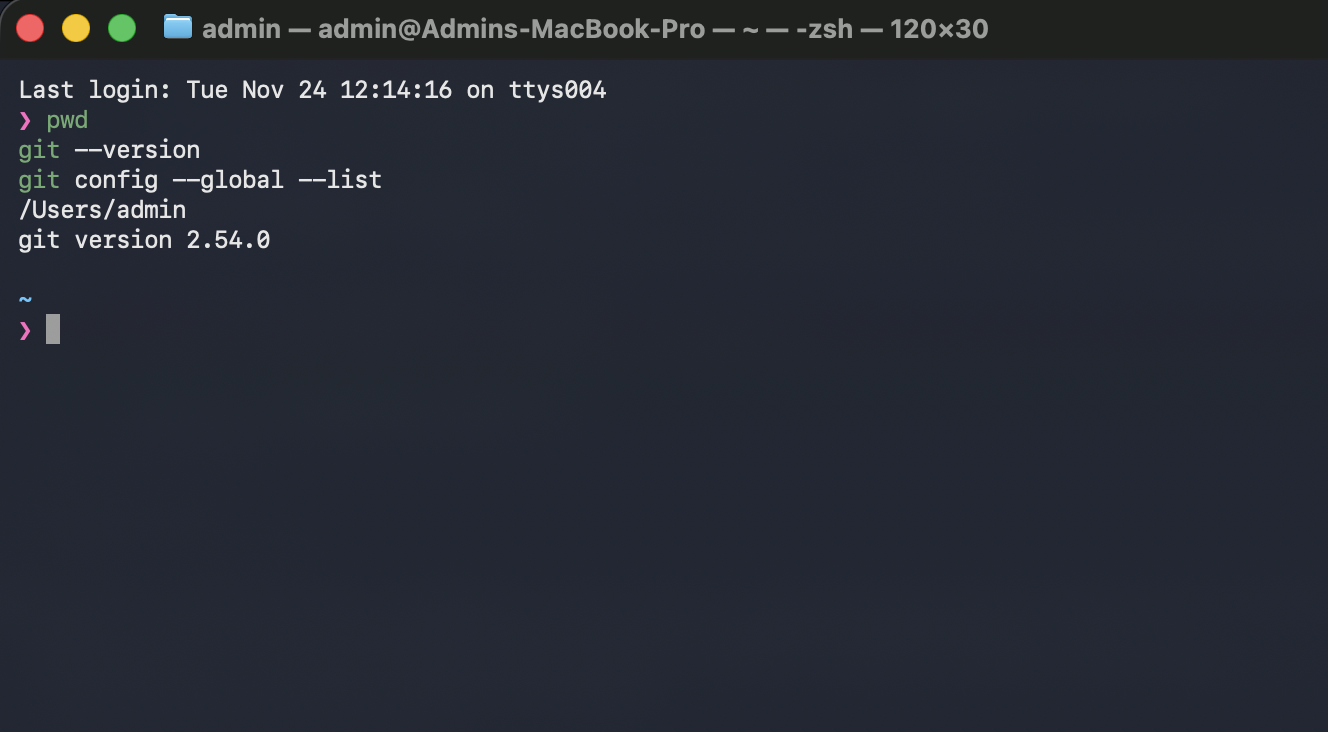 admin — admin@Admins-MacBook-Pro — ~ — -zsh — 120×30
Last login: Tue Nov 24 12:14:16 on ttys004
❯ pwd
git --version
git config --global --list
/Users/admin
git version 2.54.0
~
❯